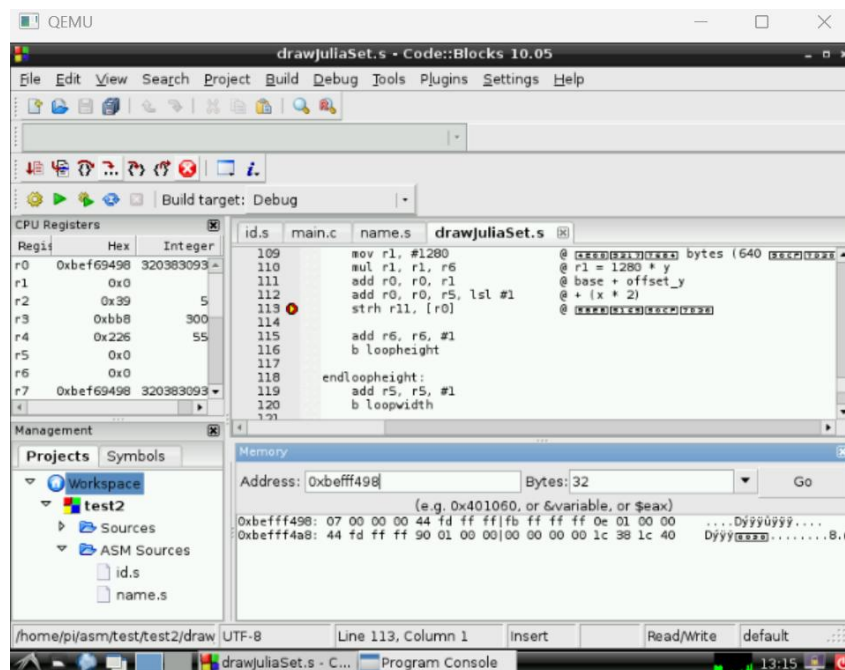 QEMU
drawJuliaSet.s - Code::Blocks 10.05
File Edit View Search Project Build Debug Tools Plugins Settings Help
Build target: Debug
CPU Registers
Regis Hex Integer
r0 0xbef69498 320383093
r1 0x0
r2 0x39 5
r3 0xbb8 300
r4 0x226 55
r5 0x0
r6 0x0
r7 0xbef69498 320383093
id.s main.c name.s drawJuliaSet.s
109 mov r1, #1280 @ bytes (640
110 mul r1, r1, r6 @ r1 = 1280 * y
111 add r0, r0, r1 @ base + offset_y
112 add r0, r0, r5, lsl #1 @ + (x * 2)
113 strh r11, [r0] @
114
115 add r6, r6, #1
116 b loopheight
117
118 endloopheight:
119 add r5, r5, #1
120 b loopwidth
121
Management
Projects Symbols
Workspace
test2
Sources
ASM Sources
id.s
name.s
Memory
Address: 0xbefff498 Bytes: 32 Go
(e.g. 0x401060, or &variable, or $eax)
0xbefff498: 07 00 00 00 44 fd ff ff|fb ff ff ff 0e 01 00 00 ....Dýÿÿûÿÿÿ....
0xbefff4a8: 44 fd ff ff 90 01 00 00|00 00 00 00 1c 38 1c 40 Dýÿÿ........8.
/home/pi/asm/test/test2/draw UTF-8 Line 113, Column 1 Insert Read/Write default
drawJuliaSet.s - C... Program Console 13:15